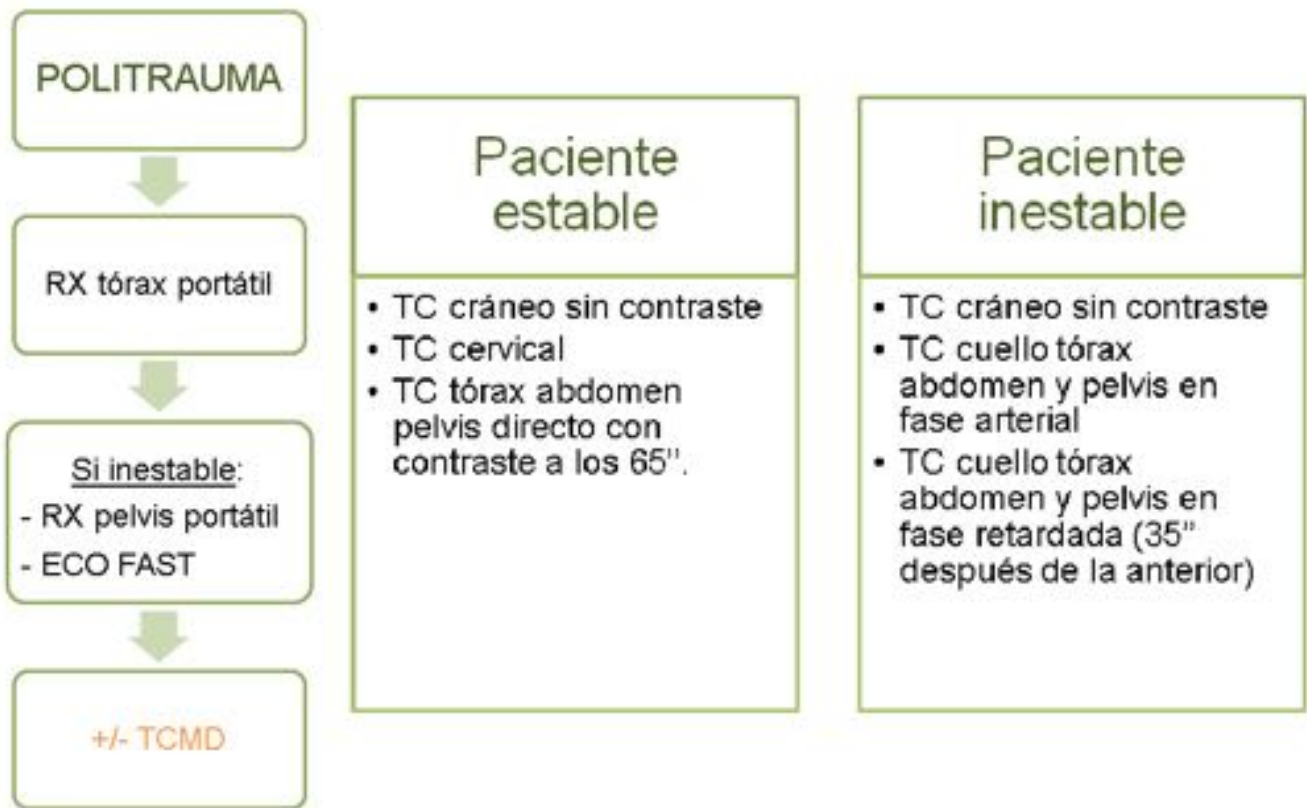 POLITRAUMA
RX tórax portátil
Si inestable:
- RX pelvis portátil
- ECO FAST
+/- TCMD
Paciente
estable
• TC cráneo sin contraste
• TC cervical
• TC tórax abdomen
pelvis directo con
contraste a los 65".
Paciente
inestable
• TC cráneo sin contraste
• TC cuello tórax
abdomen y pelvis en
fase arterial
• TC cuello tórax
abdomen y pelvis en
fase retardada (35"
después de la anterior)